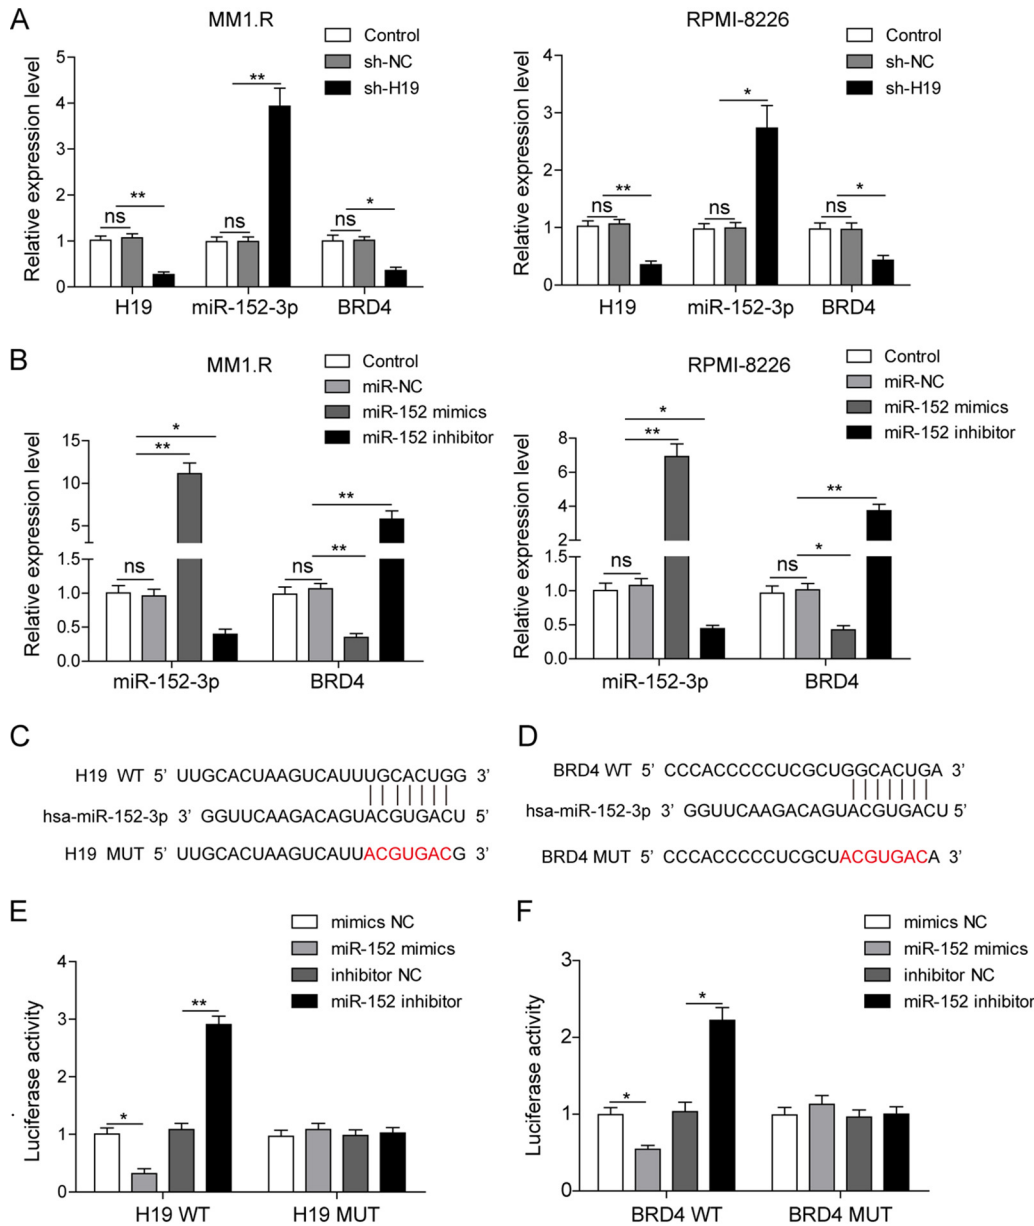 A
MM1.R
Control
sh-NC
sh-H19
Relative expression level
5
4
3
2
1
0
ns
**
ns
**
ns
*
H19
miR-152-3p
BRD4
RPMI-8226
Control
sh-NC
sh-H19
Relative expression level
4
3
2
1
0
ns
**
ns
*
ns
*
H19
miR-152-3p
BRD4
B
MM1.R
Control
miR-NC
miR-152 mimics
miR-152 inhibitor
Relative expression level
15
10
5
1.0
0.5
0.0
*
**
ns
**
**
ns
miR-152-3p
BRD4
RPMI-8226
Control
miR-NC
miR-152 mimics
miR-152 inhibitor
Relative expression level
8
6
4
2
1.5
1.0
0.5
0.0
*
**
ns
**
*
ns
miR-152-3p
BRD4
C
H19 WT 5' UUGCACUAAGUCAUUUGCACUGG 3'
hsa-miR-152-3p 3' GGUUCAAGACAGUACGUGACU 5'
H19 MUT 5' UUGCACUAAGUCAUUACGUGACG 3'
D
BRD4 WT 5' CCCACCCCCUCGCUGGCACUGA 3'
hsa-miR-152-3p 3' GGUUCAAGACAGUACGUGACU 5'
BRD4 MUT 5' CCCACCCCCUCGCUACGUGACA 3'
E
mimics NC
miR-152 mimics
inhibitor NC
miR-152 inhibitor
Luciferase activity
4
3
2
1
0
*
**
H19 WT
H19 MUT
F
mimics NC
miR-152 mimics
inhibitor NC
miR-152 inhibitor
Luciferase activity
3
2
1
0
*
*
BRD4 WT
BRD4 MUT